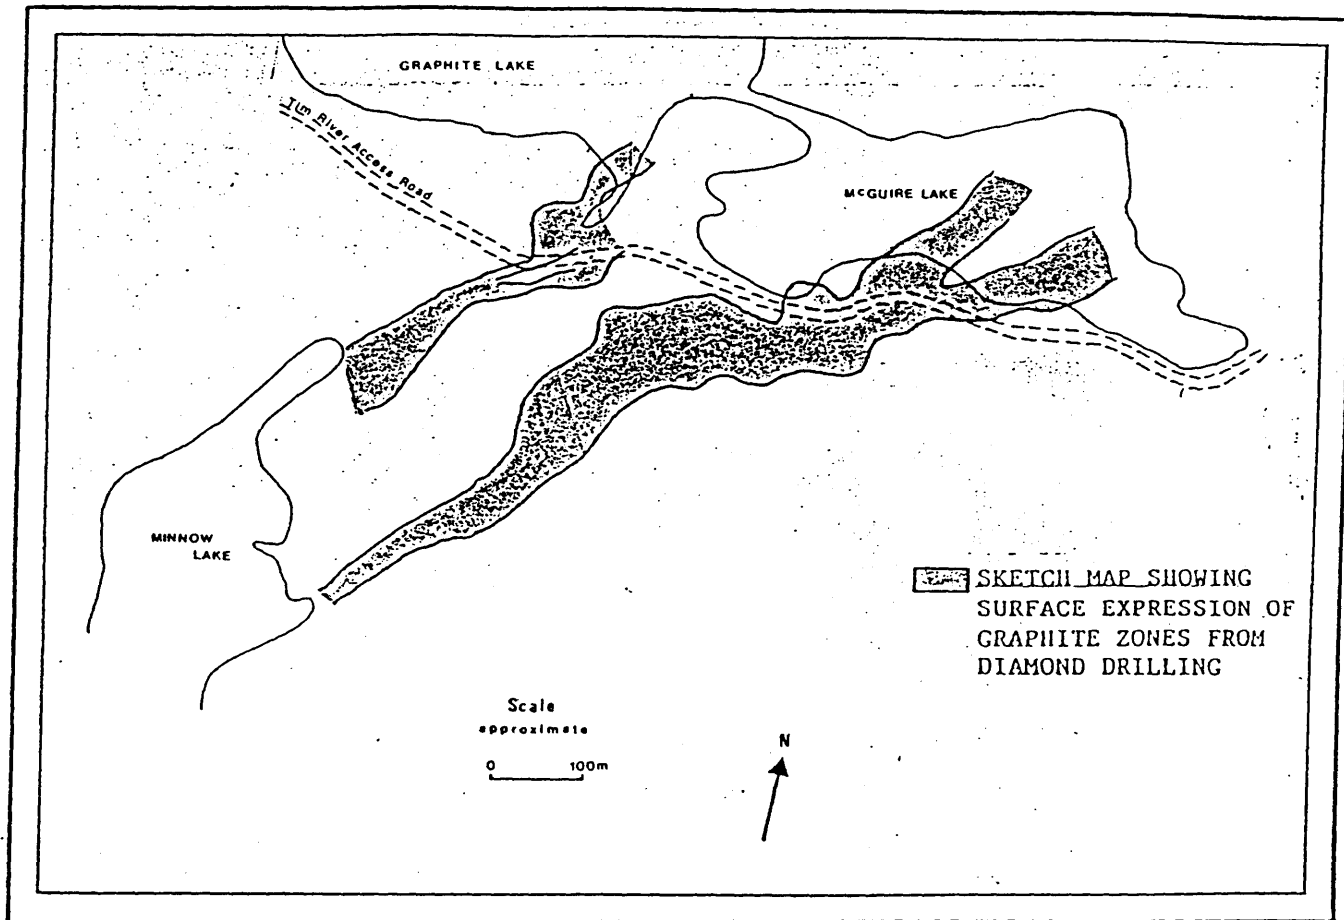 GRAPHITE LAKE
Tim River Access Road
McGUIRE LAKE
MINNOW
LAKE
SKETCH MAP SHOWING
SURFACE EXPRESSION OF
GRAPHITE ZONES FROM
DIAMOND DRILLING
Scale
approximate
0 100m
N